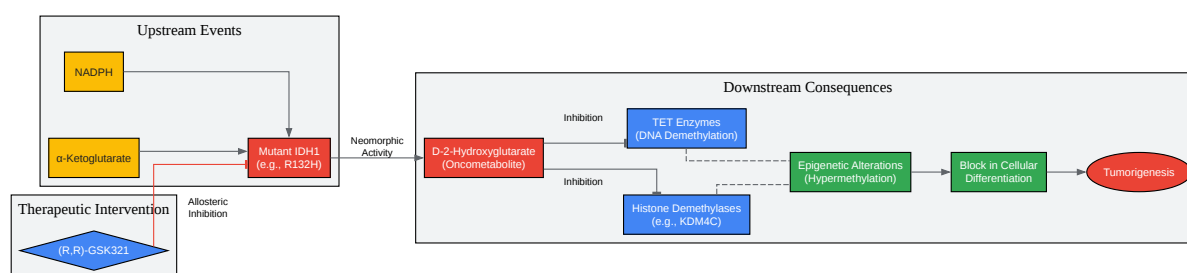 Upstream Events
NADPH
α-Ketoglutarate
Mutant IDH1
(e.g., R132H)
Neomorphic
Activity
Therapeutic Intervention
Allosteric
Inhibition
(R,R)-GSK321
Downstream Consequences
D-2-Hydroxyglutarate
(Oncometabolite)
Inhibition
TET Enzymes
(DNA Demethylation)
Inhibition
Histone Demethylases
(e.g., KDM4C)
Epigenetic Alterations
(Hypermethylation)
Block in Cellular
Differentiation
Tumorigenesis